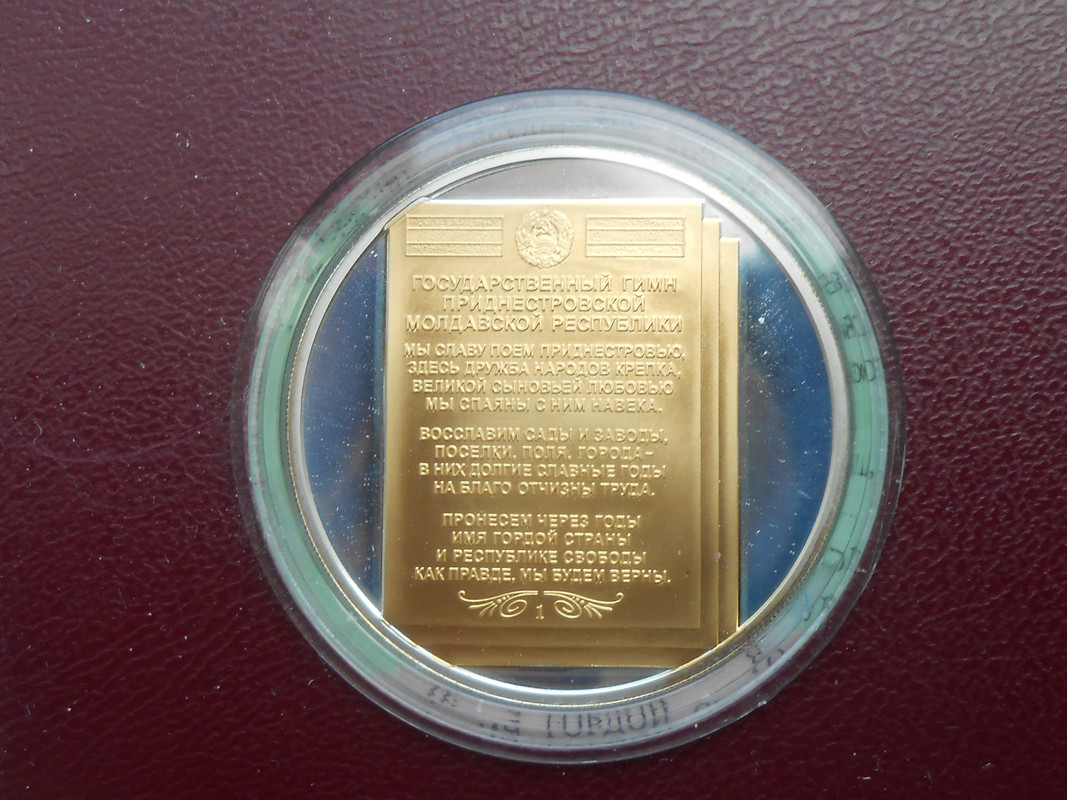 ГОСУДАРСТВЕННЫЙ ГИМН
ПРИДНЕСТРОВСКОЙ
МОЛДАВСКОЙ РЕСПУБЛИКИ
МЫ СЛАВУ ПОЕМ ПРИДНЕСТРОВЬЮ,
ЗДЕСЬ ДРУЖБА НАРОДОВ КРЕПКА,
ВЕЛИКОЙ СЫНОВЬЕЙ ЛЮБОВЬЮ
МЫ СПАЯНЫ С НИМ НАВЕКА.
ВОССЛАВИМ САДЫ И ЗАВОДЫ,
ПОСЕЛКИ, ПОЛЯ, ГОРОДА-
В НИХ ДОЛГИЕ СЛАВНЫЕ ГОДЫ
НА БЛАГО ОТЧИЗНЫ ТРУДА.
ПРОНЕСЕМ ЧЕРЕЗ ГОДЫ
ИМЯ ГОРДОЙ СТРАНЫ
И РЕСПУБЛИКЕ СВОБОДЫ
КАК ПРАВДЕ, МЫ БУДЕМ ВЕРНЫ.
1